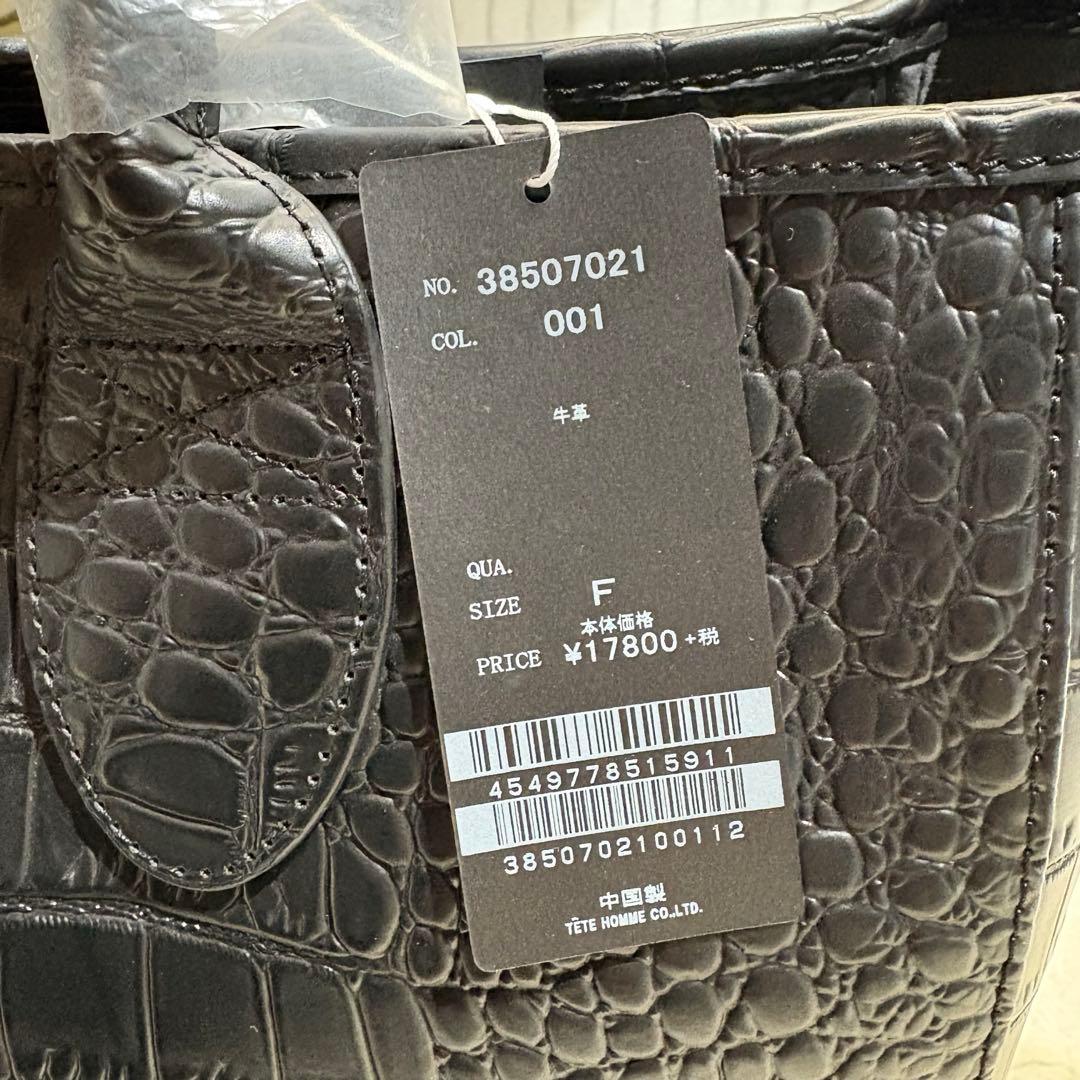 NO. 38507021
COL. 001
牛革
QUA.
SIZE F
本体価格
PRICE ¥17800+税
4549778515911
3850702100112
中国製
TÊTE HOMME CO.,LTD.